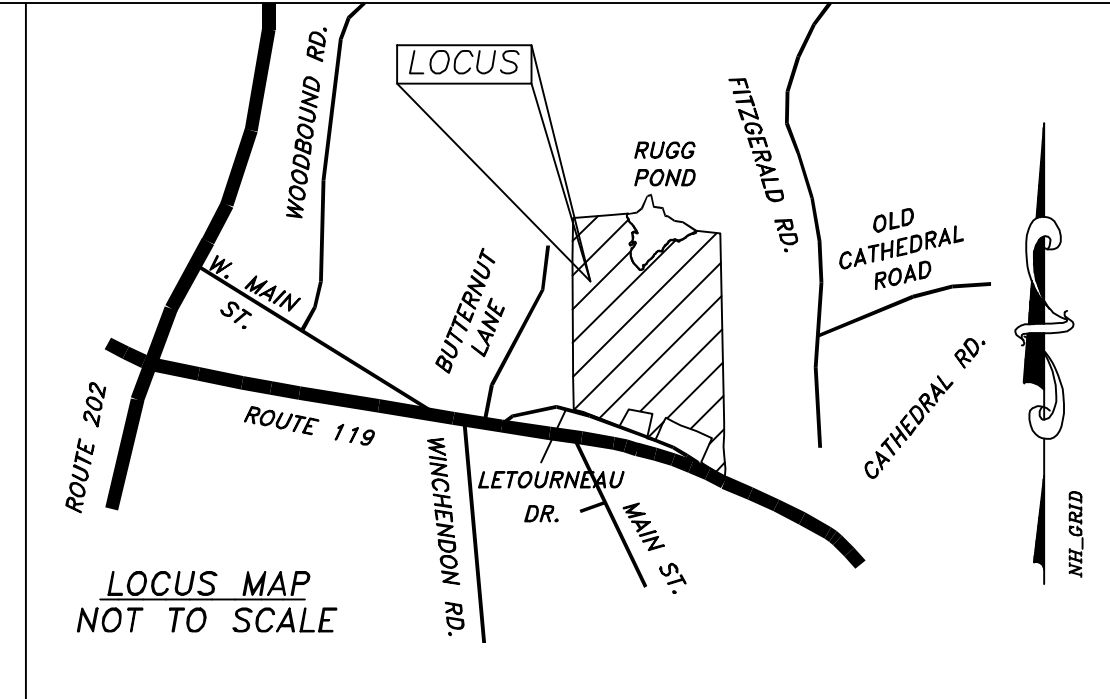 WOODBOUND RD.
LOCUS
RUGG
POND
FITZGERALD RD.
OLD
CATHEDRAL
ROAD
W. MAIN
ST.
BUTTERNUT
LANE
CATHEDRAL RD.
ROUTE 202
ROUTE 119
WINCHENDON RD.
LETOURNEAU
DR.
MAIN ST.
NH_GRID
LOCUS MAP
NOT TO SCALE